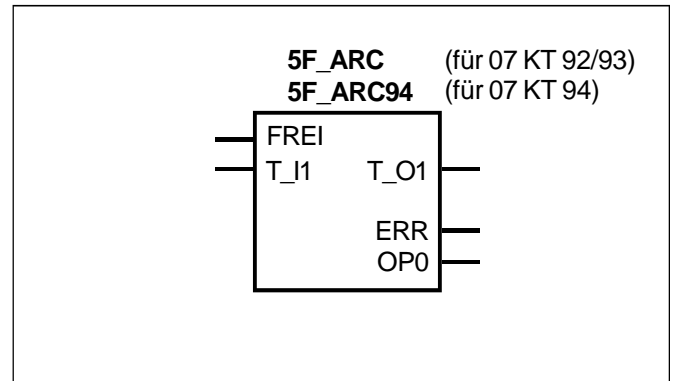 5F_ARC (für 07 KT 92/93)
5F_ARC94 (für 07 KT 94)
FREI
T_I1 T_O1
ERR
OP0